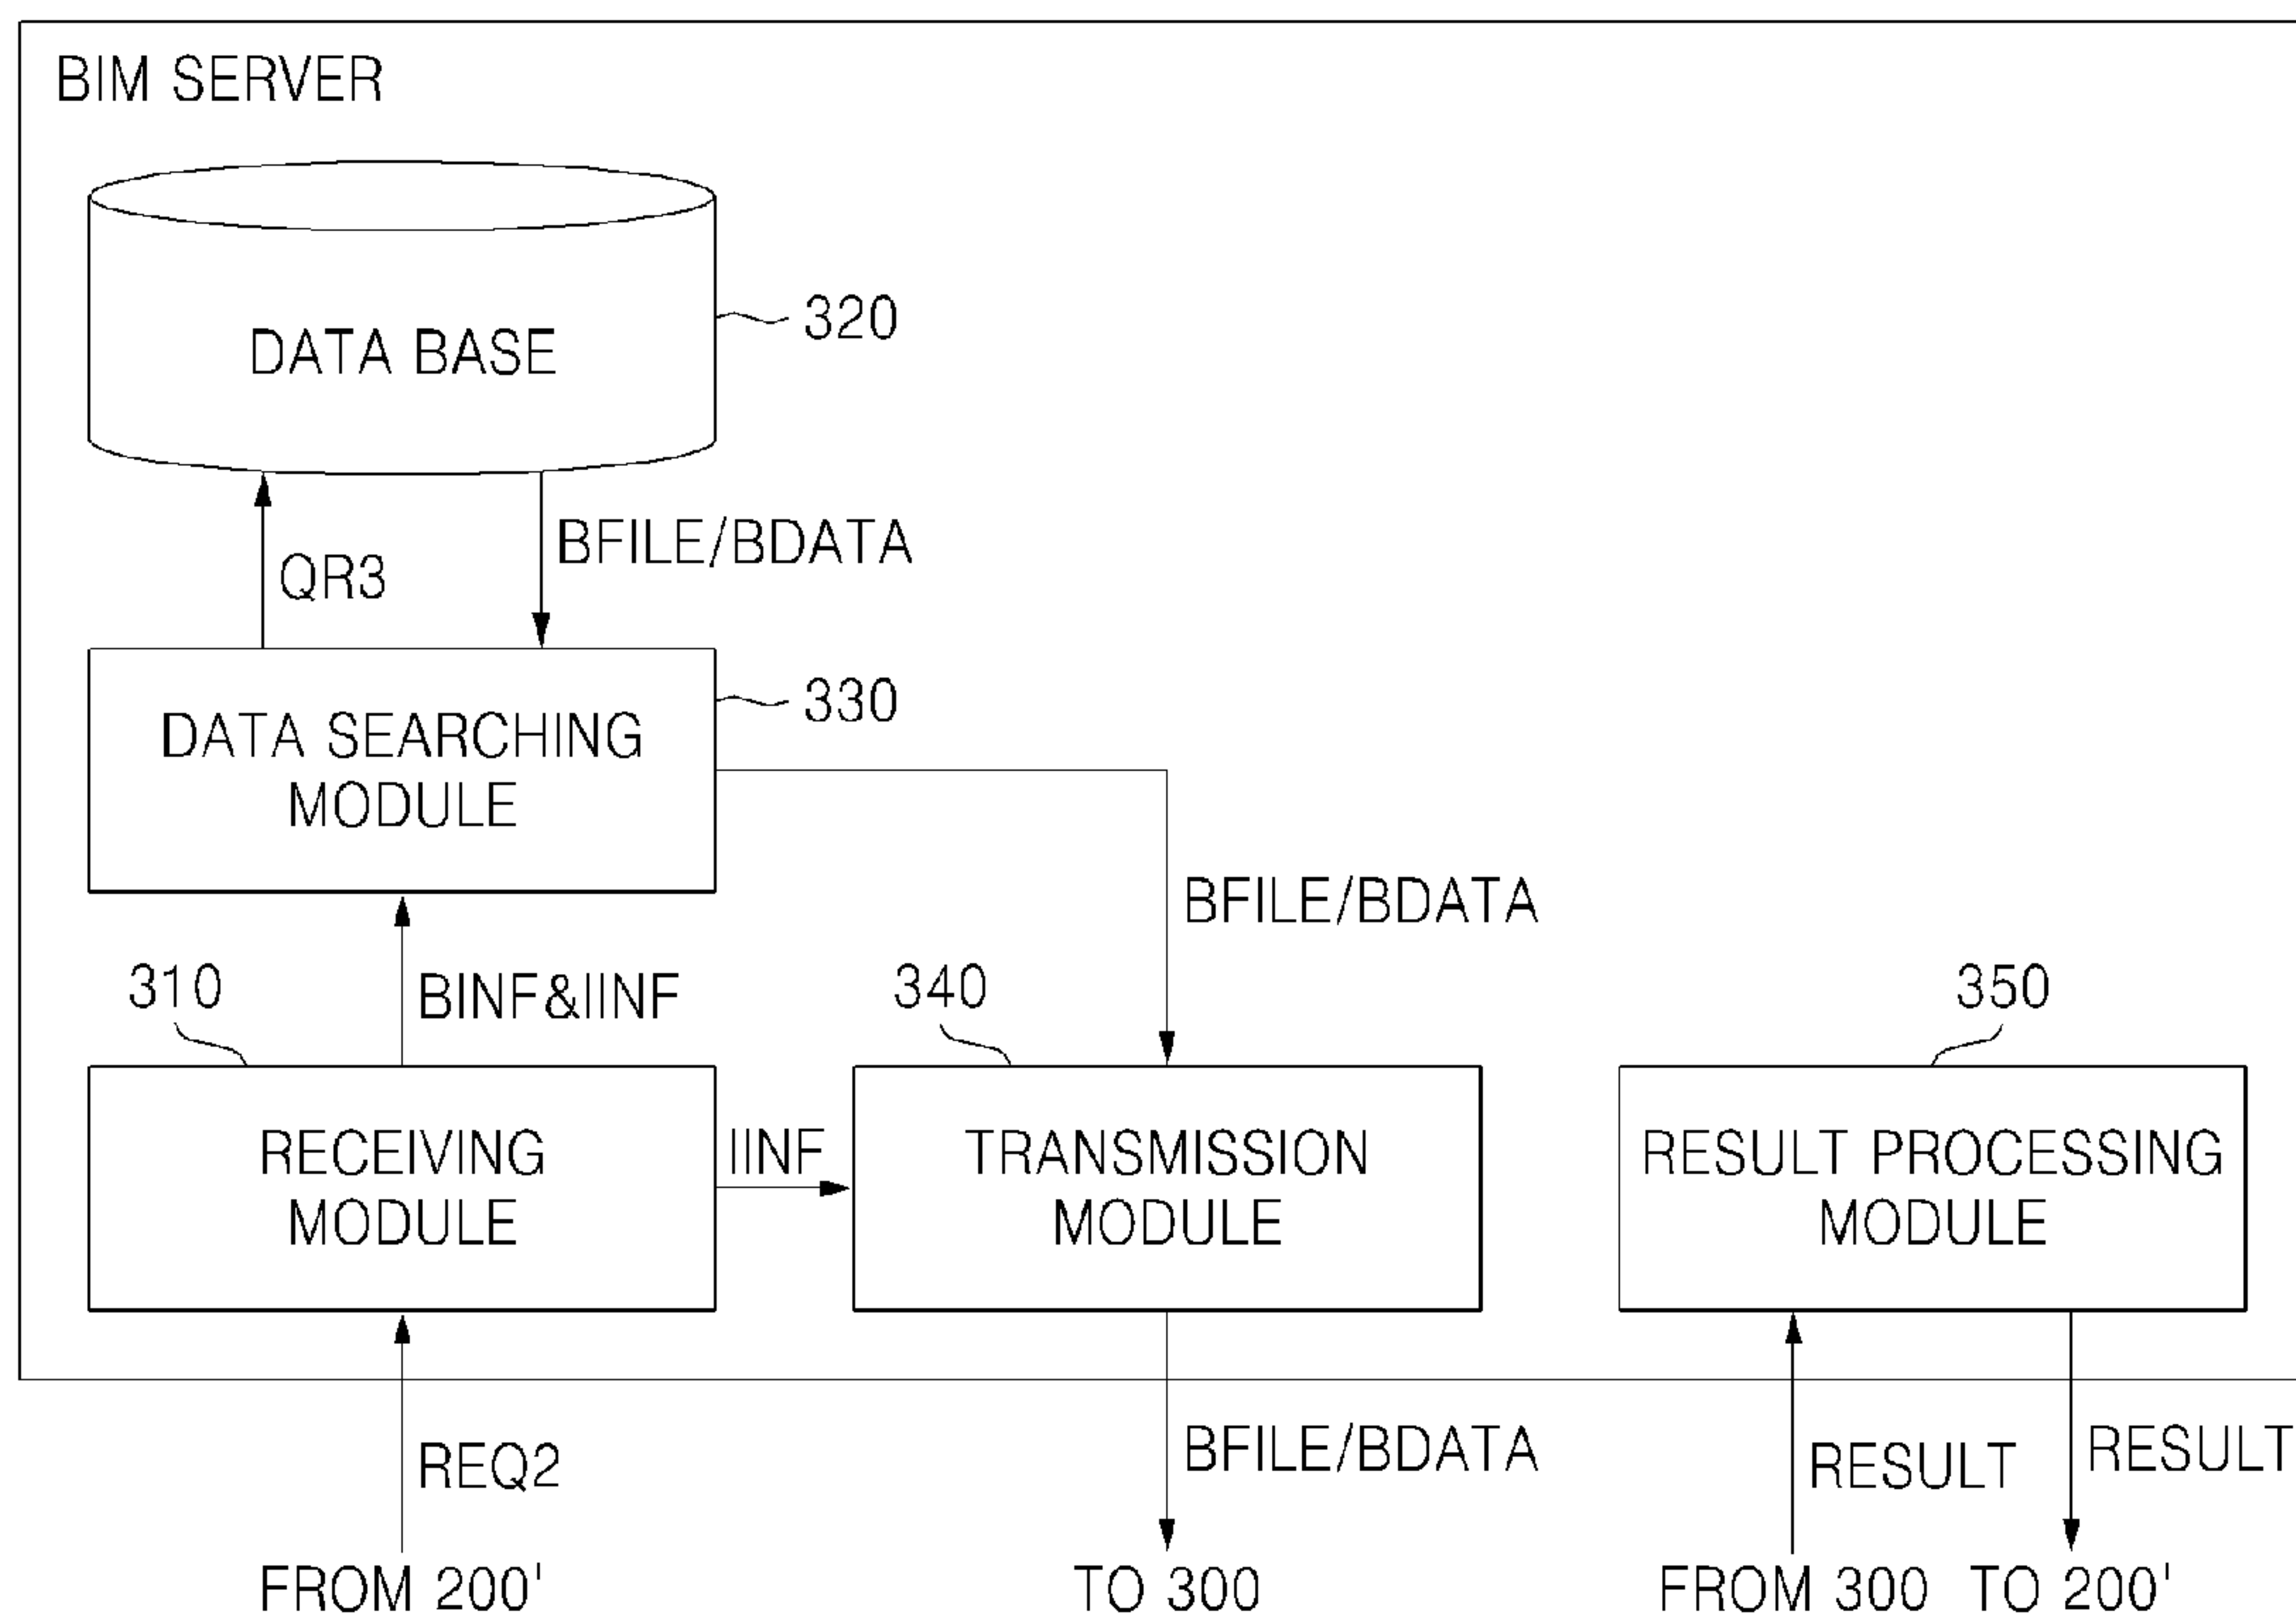 BIM SERVER
DATA BASE
320
QR3
BFILE/BDATA
330
DATA SEARCHING
MODULE
BFILE/BDATA
310
BINF&IINF
340
350
RECEIVING
MODULE
IINF
TRANSMISSION
MODULE
RESULT PROCESSING
MODULE
REQ2
BFILE/BDATA
RESULT
RESULT
FROM 200'
TO 300
FROM 300
TO 200'